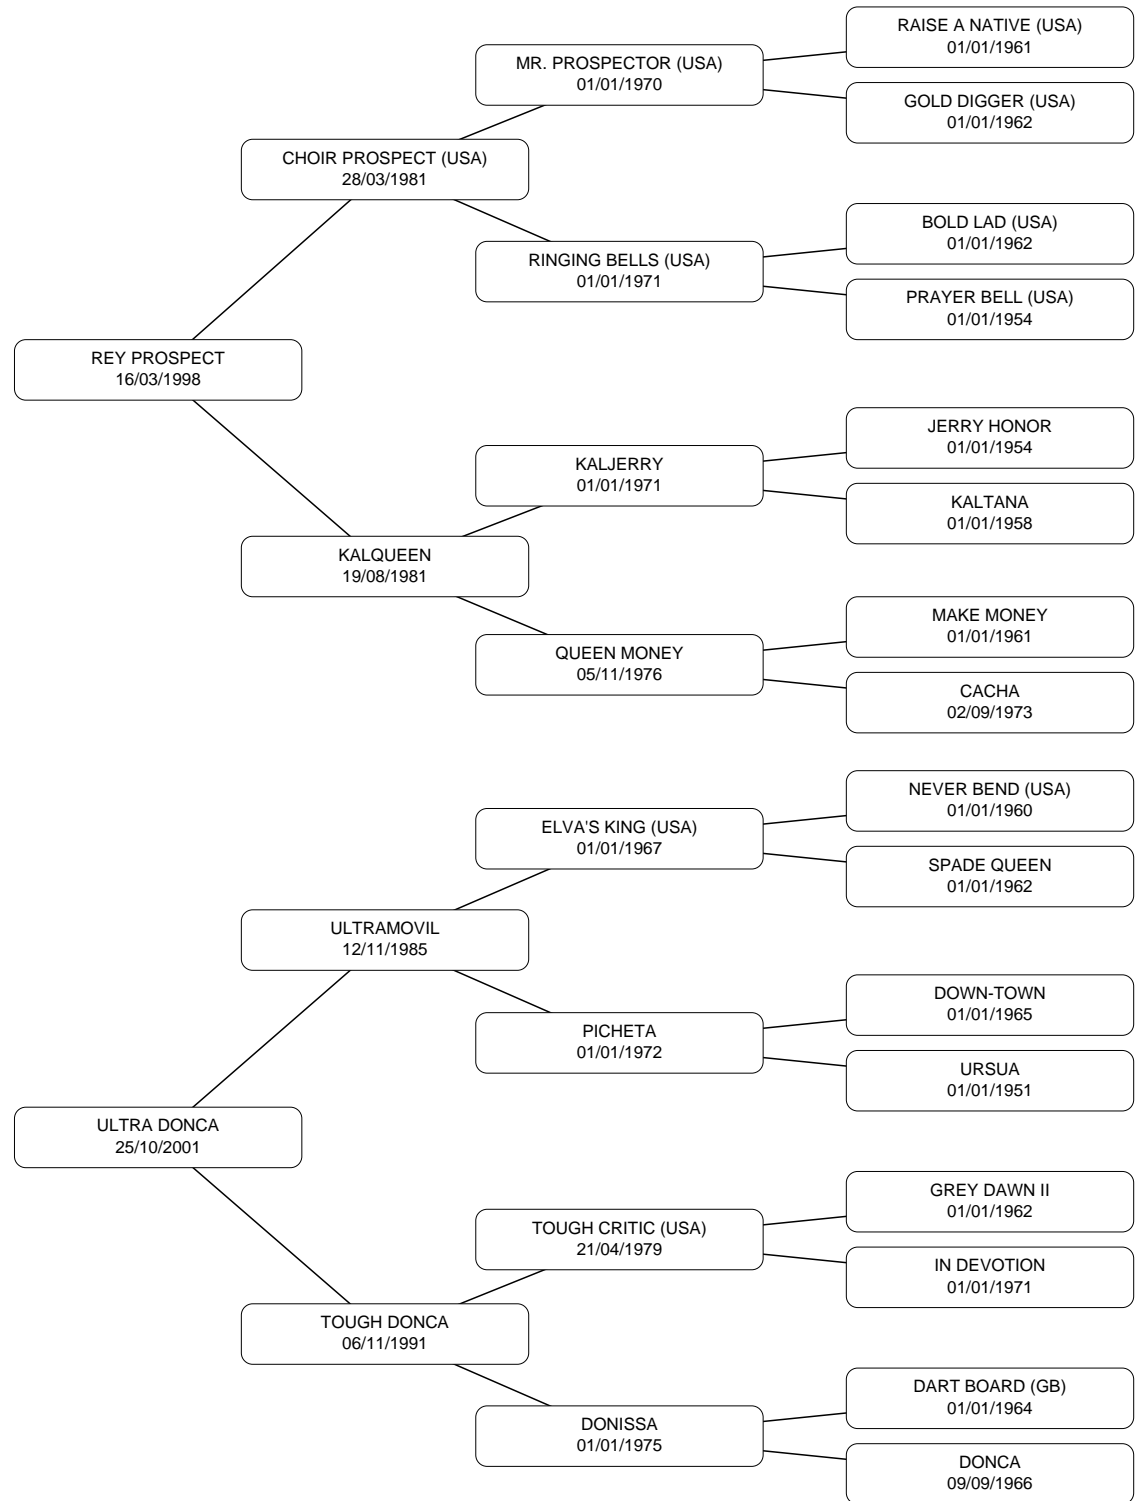 RAISE A NATIVE (USA)
01/01/1961
MR. PROSPECTOR (USA)
01/01/1970
GOLD DIGGER (USA)
01/01/1962
CHOIR PROSPECT (USA)
28/03/1981
BOLD LAD (USA)
01/01/1962
RINGING BELLS (USA)
01/01/1971
PRAYER BELL (USA)
01/01/1954
REY PROSPECT
16/03/1998
JERRY HONOR
01/01/1954
KALJERRY
01/01/1971
KALTANA
01/01/1958
KALQUEEN
19/08/1981
MAKE MONEY
01/01/1961
QUEEN MONEY
05/11/1976
CACHA
02/09/1973
NEVER BEND (USA)
01/01/1960
ELVA'S KING (USA)
01/01/1967
SPADE QUEEN
01/01/1962
ULTRAMOVIL
12/11/1985
DOWN-TOWN
01/01/1965
PICHETA
01/01/1972
URSUA
01/01/1951
ULTRA DONCA
25/10/2001
GREY DAWN II
01/01/1962
TOUGH CRITIC (USA)
21/04/1979
IN DEVOTION
01/01/1971
TOUGH DONCA
06/11/1991
DART BOARD (GB)
01/01/1964
DONISSA
01/01/1975
DONCA
09/09/1966